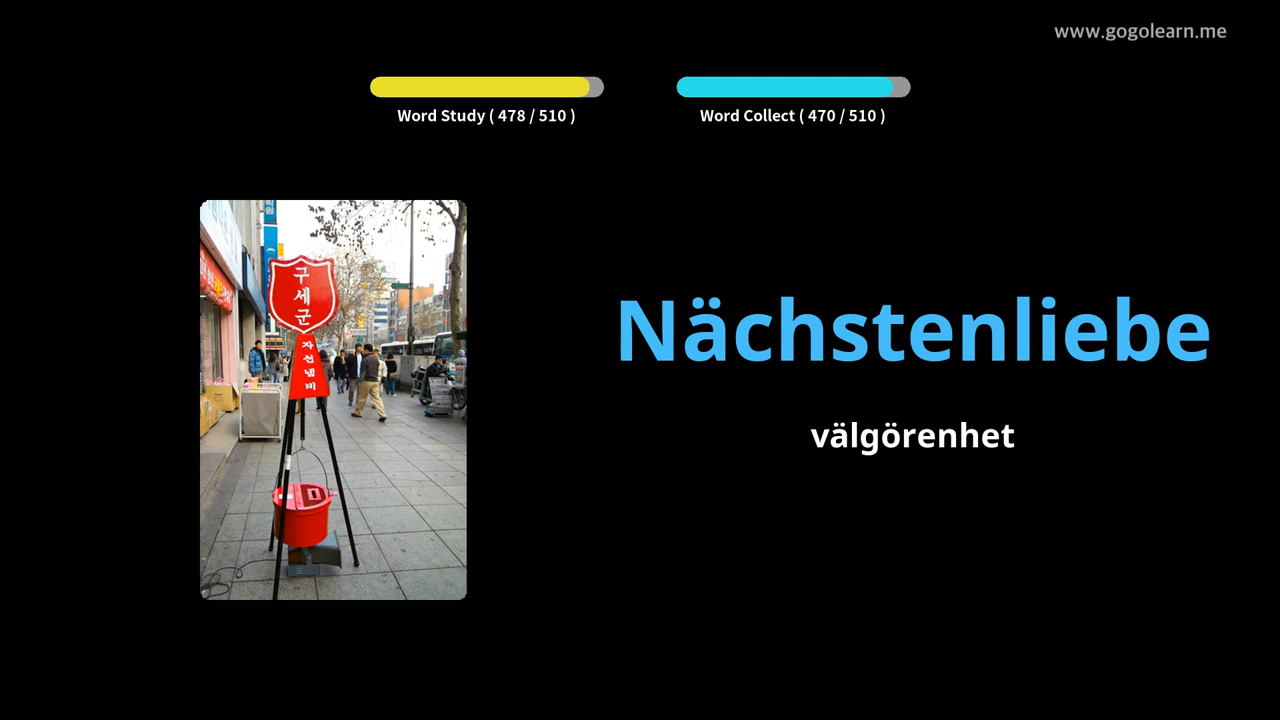 www.gogolearn.me
Word Study ( 478 / 510 )
Word Collect ( 470 / 510 )
구
세
군
자
선
냄
비
Nächstenliebe
välgörenhet